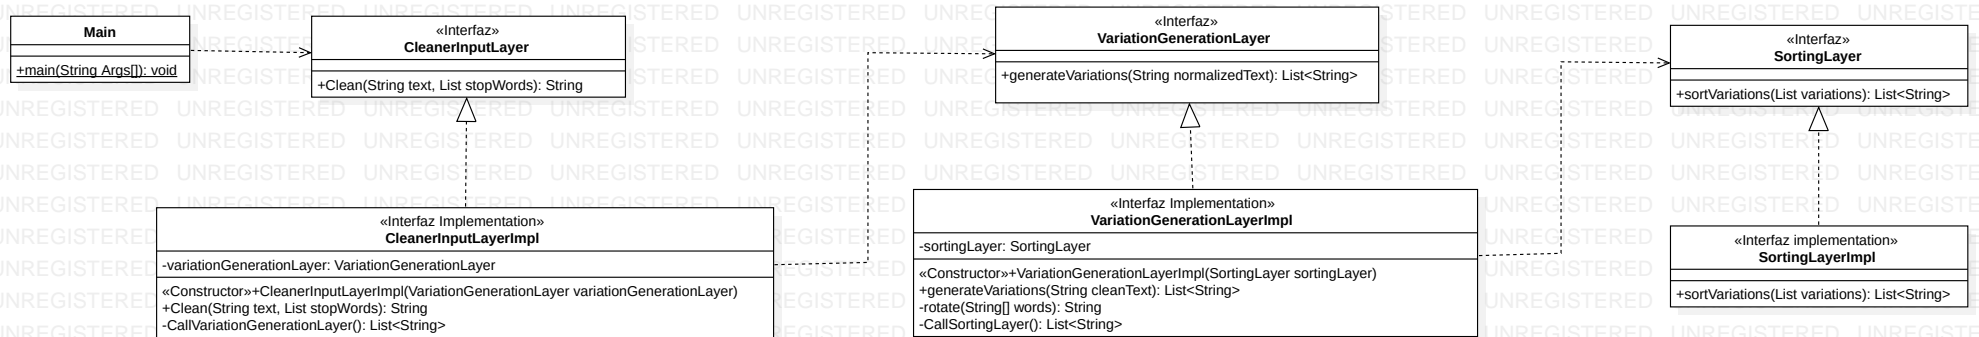 Main
+main(String Args[]): void
«Interfaz»
CleanerInputLayer
+Clean(String text, List stopWords): String
«Interfaz»
VariationGenerationLayer
+generateVariations(String normalizedText): List<String>
«Interfaz»
SortingLayer
+sortVariations(List variations): List<String>
«Interfaz Implementation»
CleanerInputLayerImpl
-variationGenerationLayer: VariationGenerationLayer
«Constructor»+CleanerInputLayerImpl(VariationGenerationLayer variationGenerationLayer)
+Clean(String text, List stopWords): String
-CallVariationGenerationLayer(): List<String>
«Interfaz Implementation»
VariationGenerationLayerImpl
-sortingLayer: SortingLayer
«Constructor»+VariationGenerationLayerImpl(SortingLayer sortingLayer)
+generateVariations(String cleanText): List<String>
-rotate(String[] words): String
-CallSortingLayer(): List<String>
«Interfaz implementation»
SortingLayerImpl
+sortVariations(List variations): List<String>
UNREGISTERED